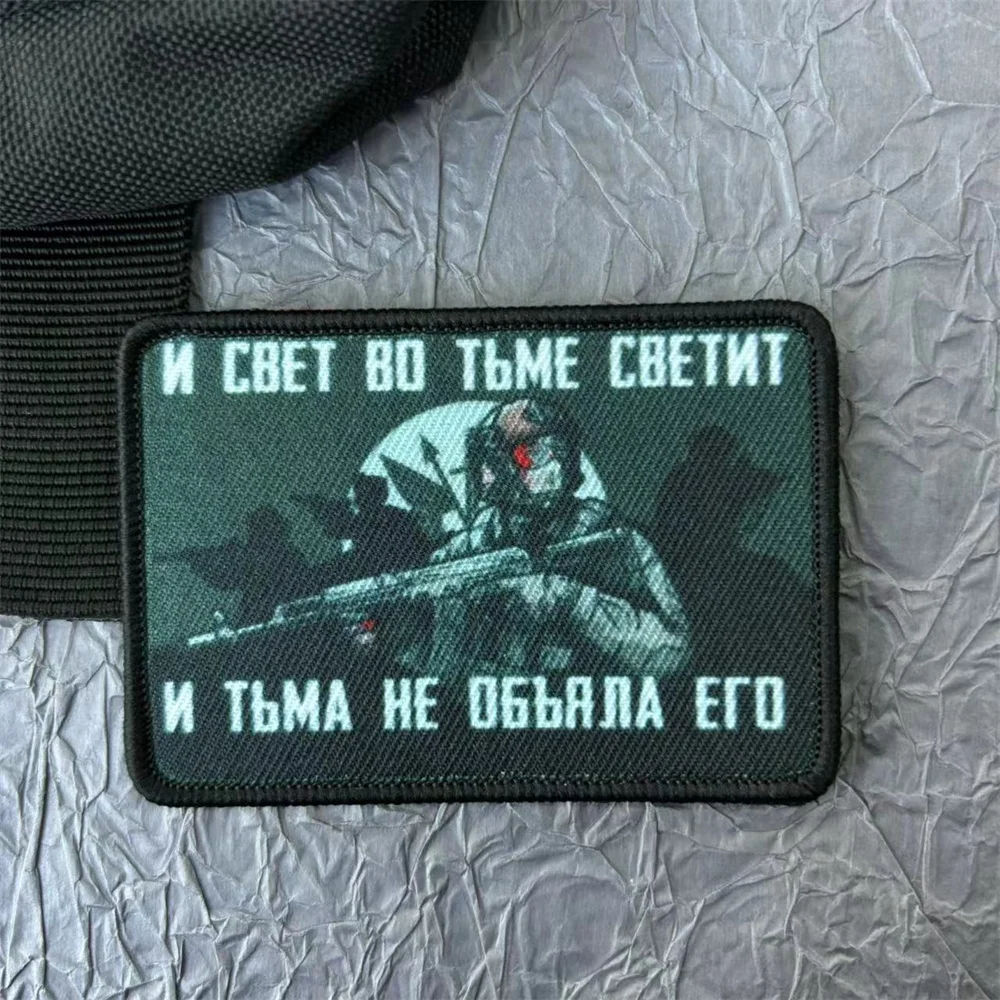 И СВЕТ ВО ТЬМЕ СВЕТИТ
И ТЬМА НЕ ОБЪЯЛА ЕГО